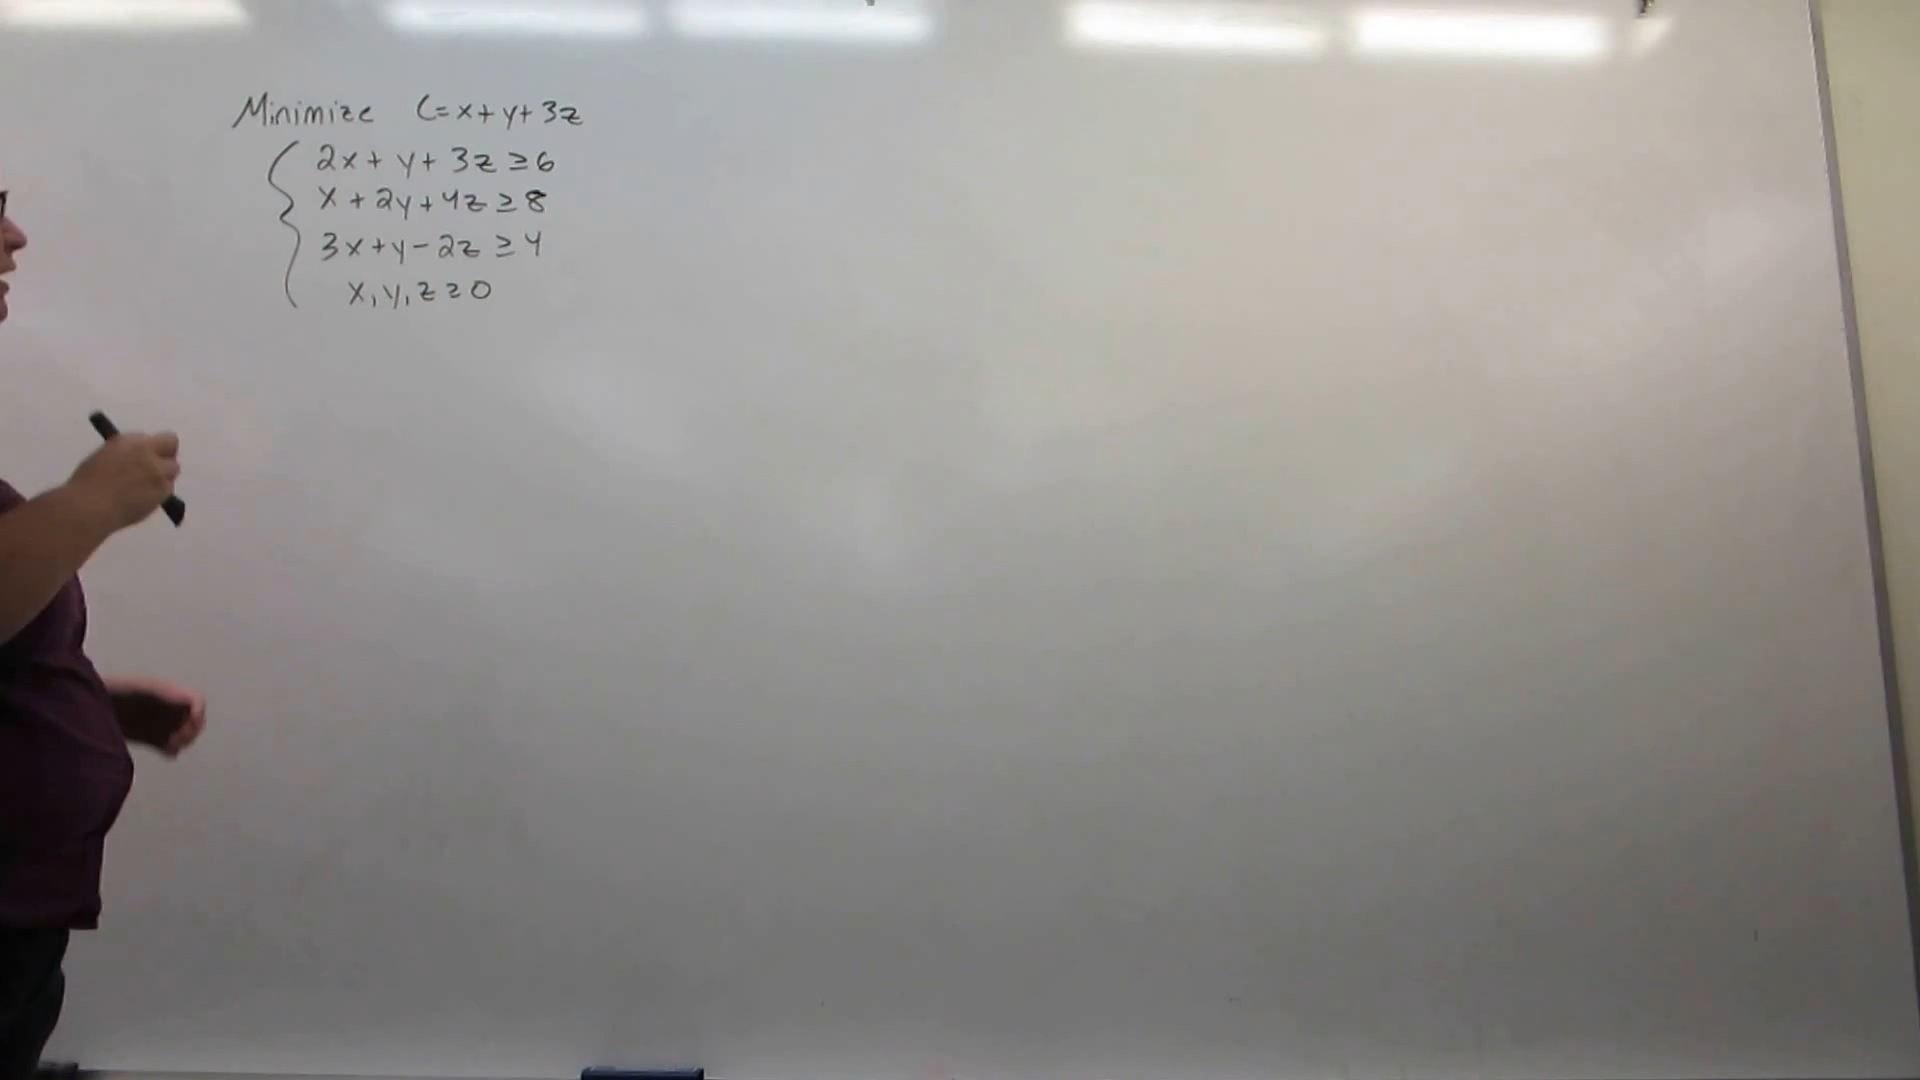 Minimize C=x+y+3z
2x+y+3z≥6
x+2y+4z≥8
3x+y-2z≥4
x,y,z≥0